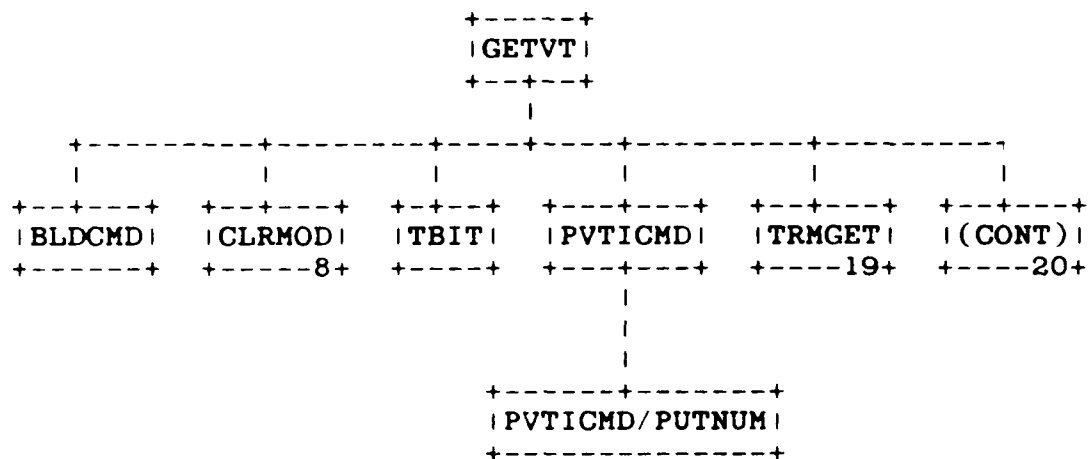 GETVT
BLDCMD CLRMOD TBIT PVTICMD TRMGET (CONT)
8 19 20
PVTICMD/PUTNUM